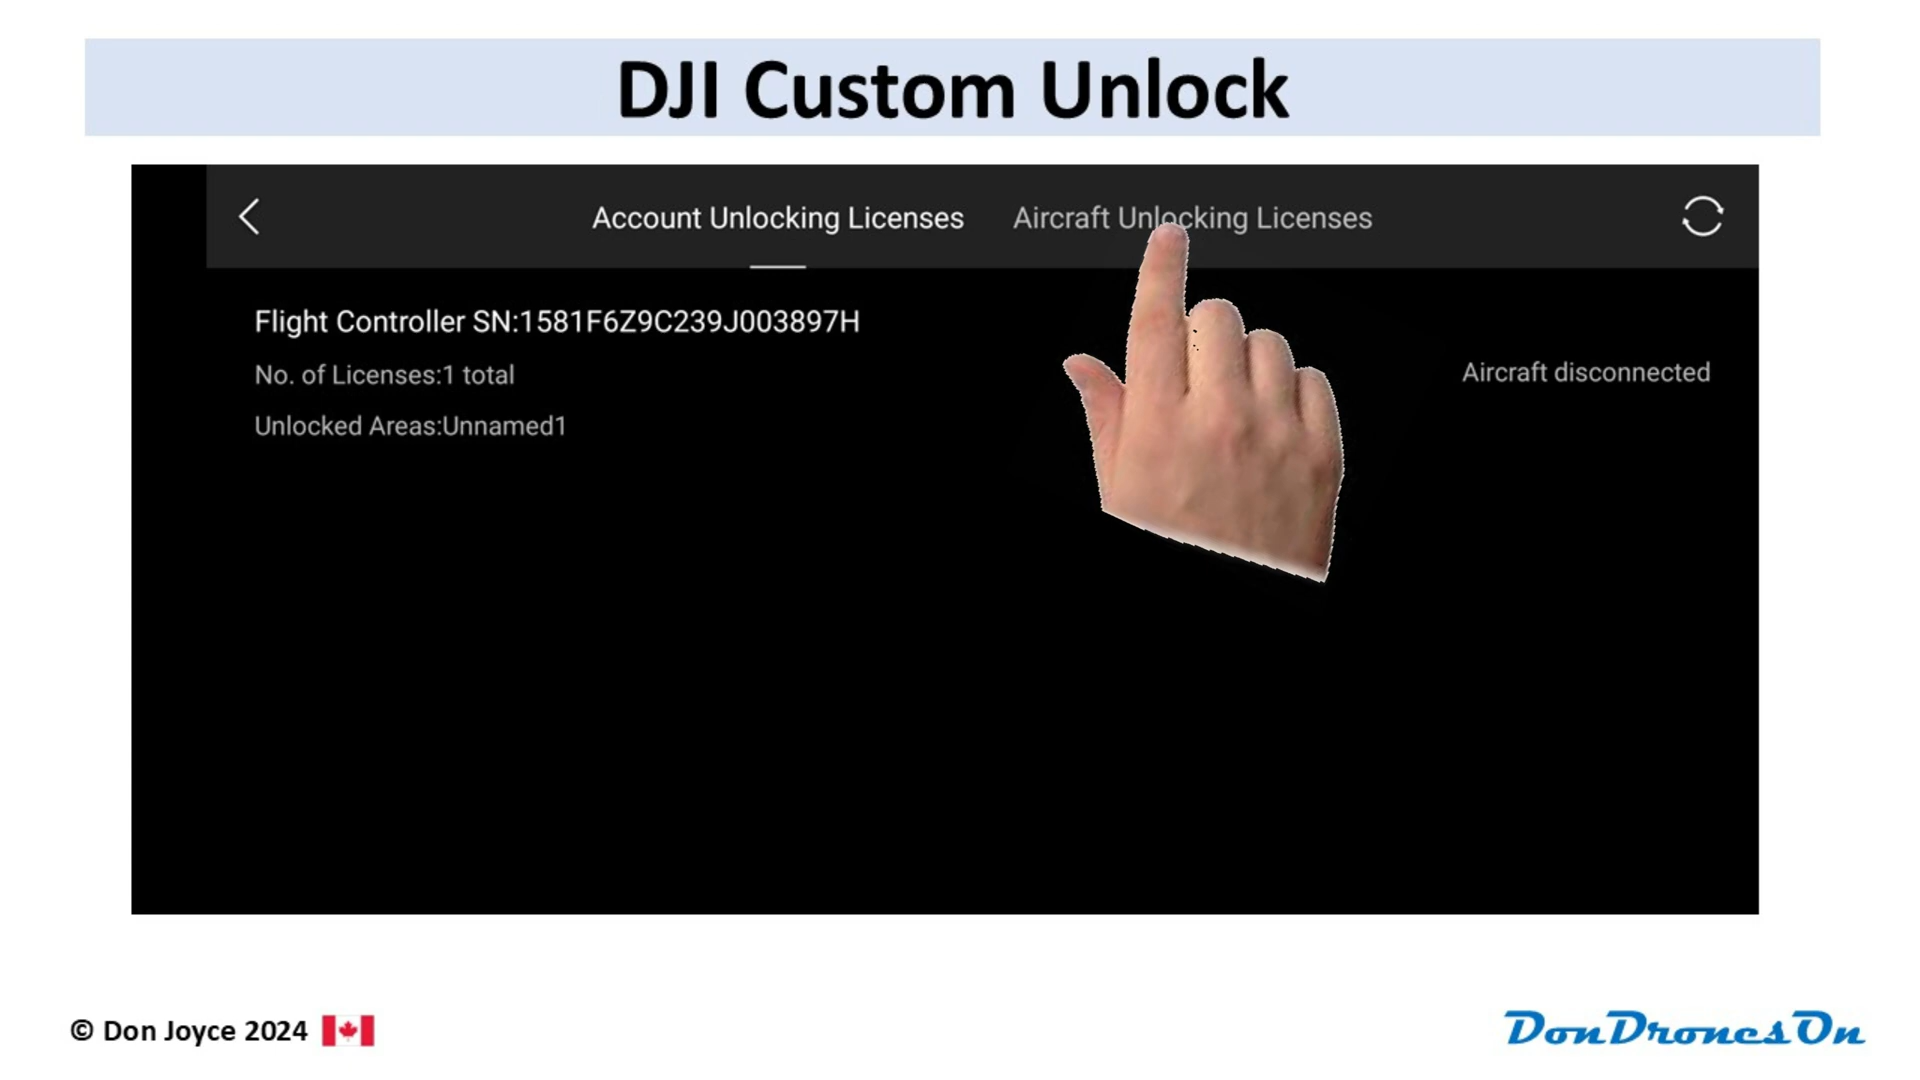 DJI Custom Unlock
Account Unlocking Licenses Aircraft Unlocking Licenses
Flight Controller SN:1581F6Z9C239J003897H
No. of Licenses:1 total
Aircraft disconnected
Unlocked Areas:Unnamed1
© Don Joyce 2024
DonDronesOn